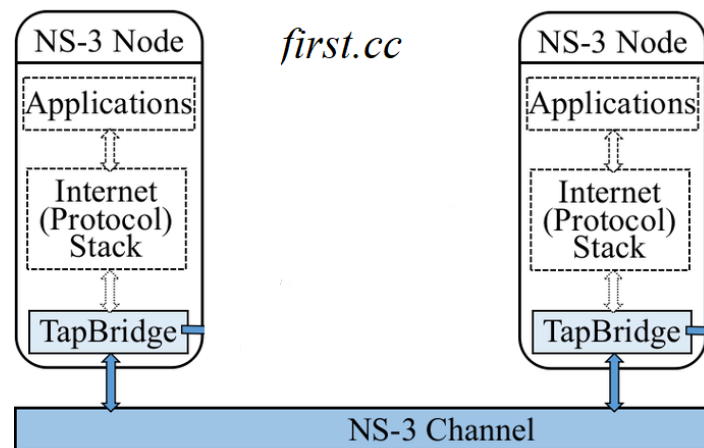 NS-3 Node
Applications
Internet
(Protocol)
Stack
TapBridge
first.cc
NS-3 Node
Applications
Internet
(Protocol)
Stack
TapBridge
NS-3 Channel